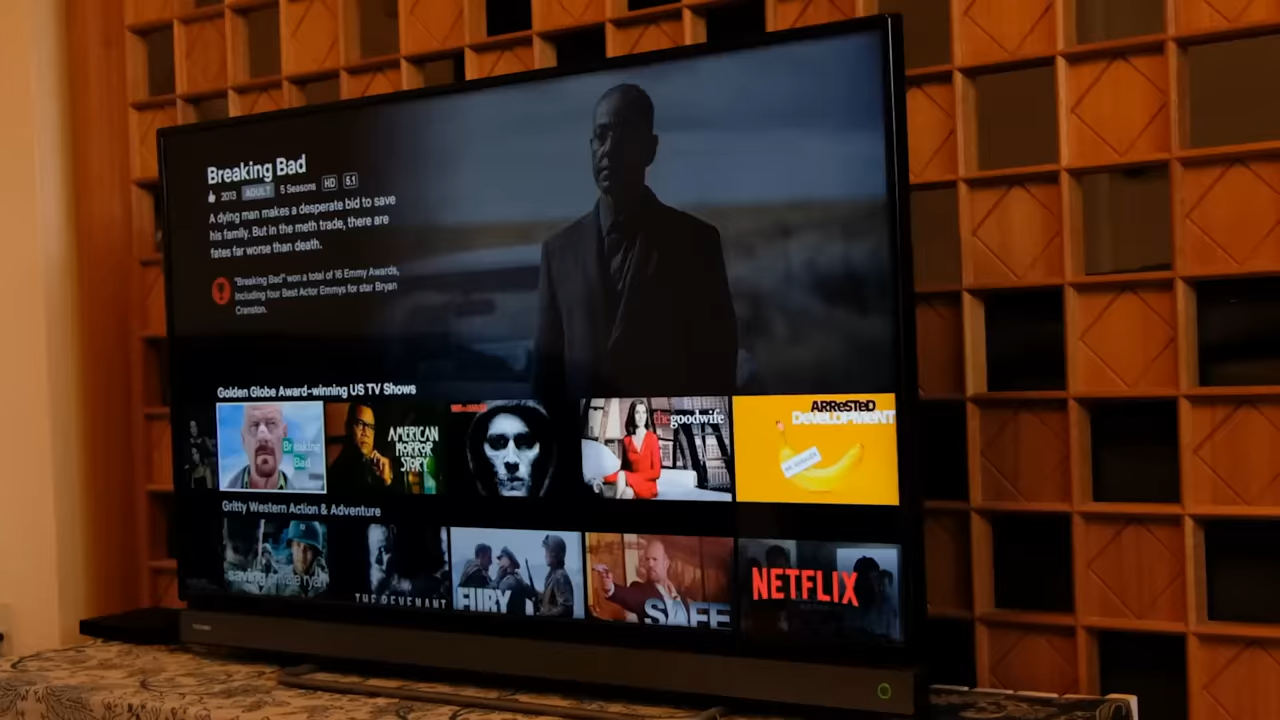 Breaking Bad
2013 ADULT 5 Seasons HD 5.1
A dying man makes a desperate bid to save
his family. But in the meth trade, there are
fates far worse than death.
"Breaking Bad" won a total of 16 Emmy Awards,
including four Best Actor Emmys for star Bryan
Cranston.
Golden Globe Award-winning US TV Shows
Breaking
Bad
AMERICAN
HORROR
STORY
thegoodwife
ARReSTeD
DeveLOPMeNT
Gritty Western Action & Adventure
saving private ryan
THE REVENANT
FURY
SAFE
NETFLIX